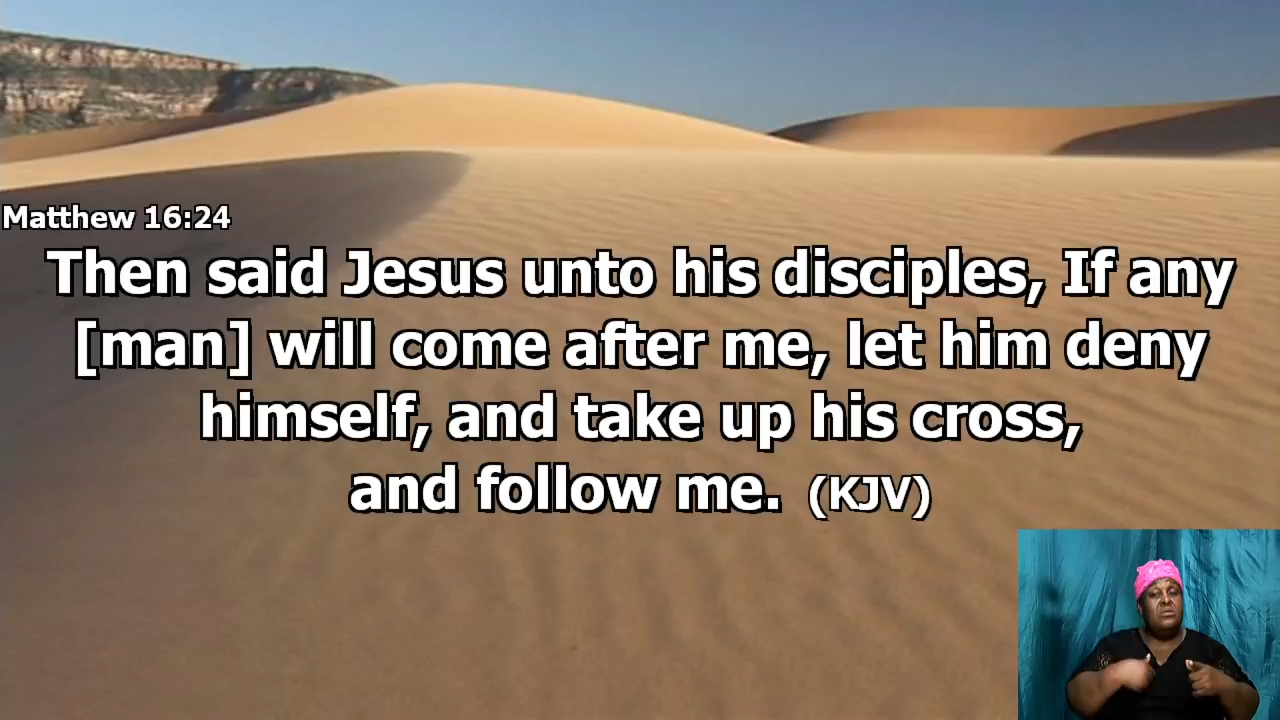 Matthew 16:24
Then said Jesus unto his disciples, If any
[man] will come after me, let him deny
himself, and take up his cross,
and follow me. (KJV)